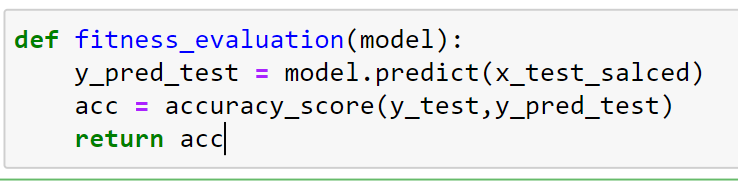 def fitness_evaluation(model):
    y_pred_test = model.predict(x_test_salced)
    acc = accuracy_score(y_test,y_pred_test)
    return acc